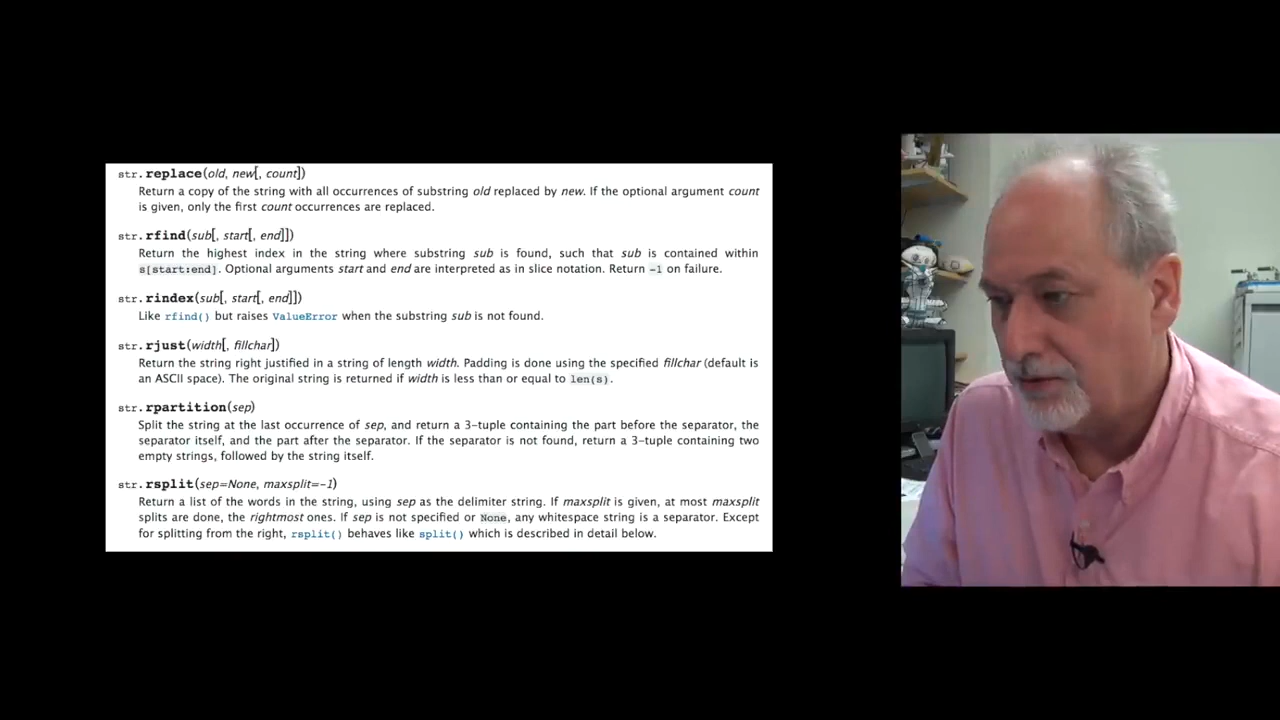 str.replace(old, new[, count])
Return a copy of the string with all occurrences of substring old replaced by new. If the optional argument count
is given, only the first count occurrences are replaced.
str.rfind(sub[, start[, end]])
Return the highest index in the string where substring sub is found, such that sub is contained within
s[start:end]. Optional arguments start and end are interpreted as in slice notation. Return -1 on failure.
str.rindex(sub[, start[, end]])
Like rfind() but raises ValueError when the substring sub is not found.
str.rjust(width[, fillchar])
Return the string right justified in a string of length width. Padding is done using the specified fillchar (default is
an ASCII space). The original string is returned if width is less than or equal to len(s).
str.rpartition(sep)
Split the string at the last occurrence of sep, and return a 3-tuple containing the part before the separator, the
separator itself, and the part after the separator. If the separator is not found, return a 3-tuple containing two
empty strings, followed by the string itself.
str.rsplit(sep=None, maxsplit=-1)
Return a list of the words in the string, using sep as the delimiter string. If maxsplit is given, at most maxsplit
splits are done, the rightmost ones. If sep is not specified or None, any whitespace string is a separator. Except
for splitting from the right, rsplit() behaves like split() which is described in detail below.